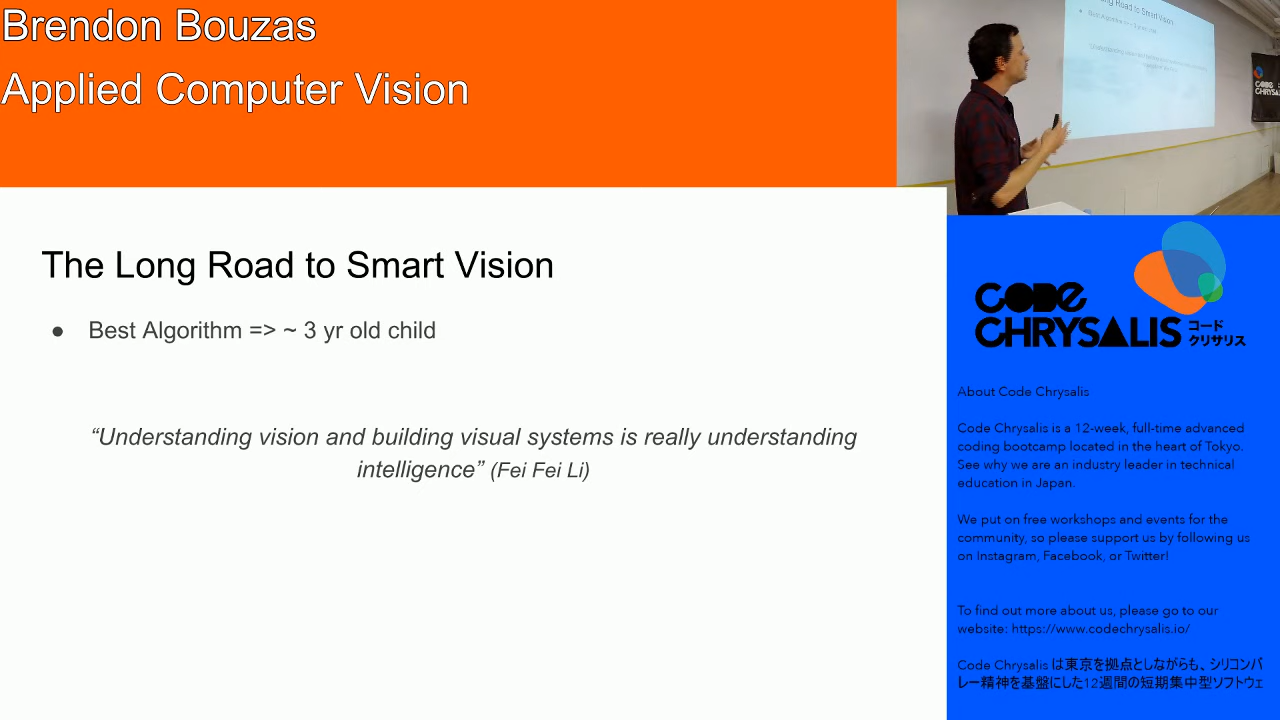 Brendon Bouzas
Applied Computer Vision
The Long Road to Smart Vision
● Best Algorithm => ~ 3 yr old child
“Understanding vision and building visual systems is really understanding
intelligence” (Fei Fei Li)
Long Road to Smart Vision
CODE
CHRYSALIS
CODE
CHRYSALIS コード
クリサリス
About Code Chrysalis
Code Chrysalis is a 12-week, full-time advanced
coding bootcamp located in the heart of Tokyo.
See why we are an industry leader in technical
education in Japan.
We put on free workshops and events for the
community, so please support us by following us
on Instagram, Facebook, or Twitter!
To find out more about us, please go to our
website: https://www.codechrysalis.io/
Code Chrysalis は東京を拠点としながらも、シリコンバ
レー精神を基盤にした12週間の短期集中型ソフトウェ